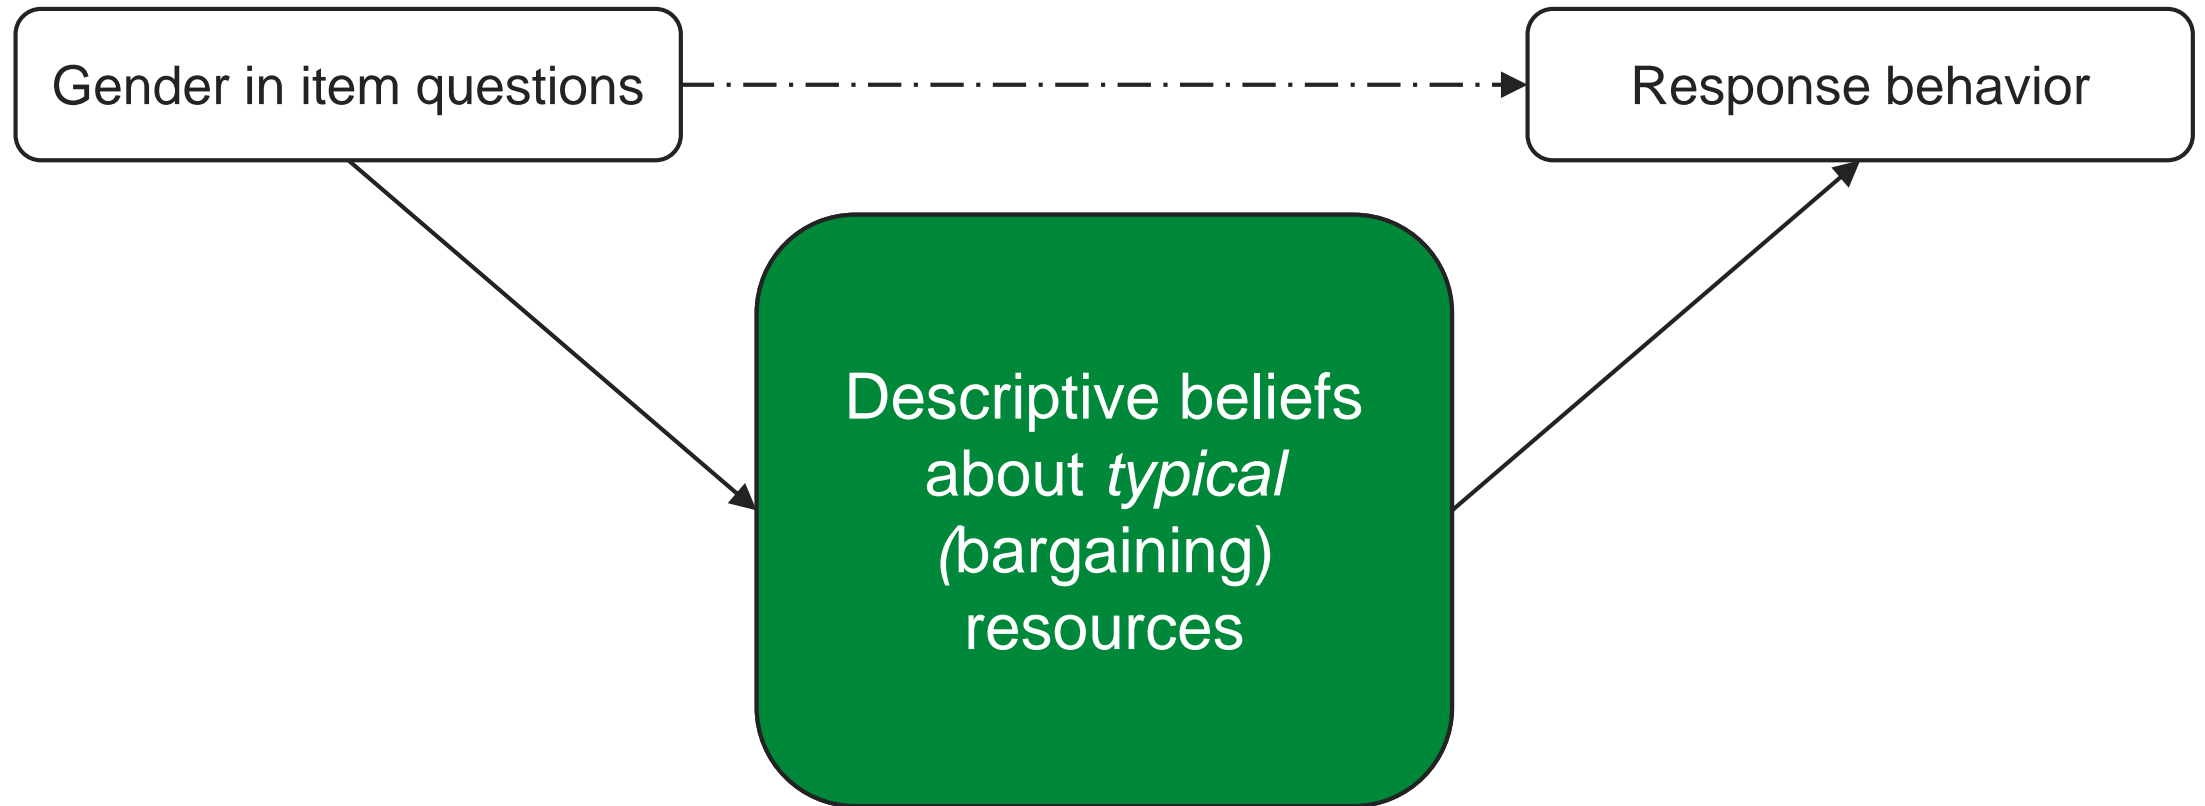 Gender in item questions
Response behavior
Descriptive beliefs
about typical
(bargaining)
resources